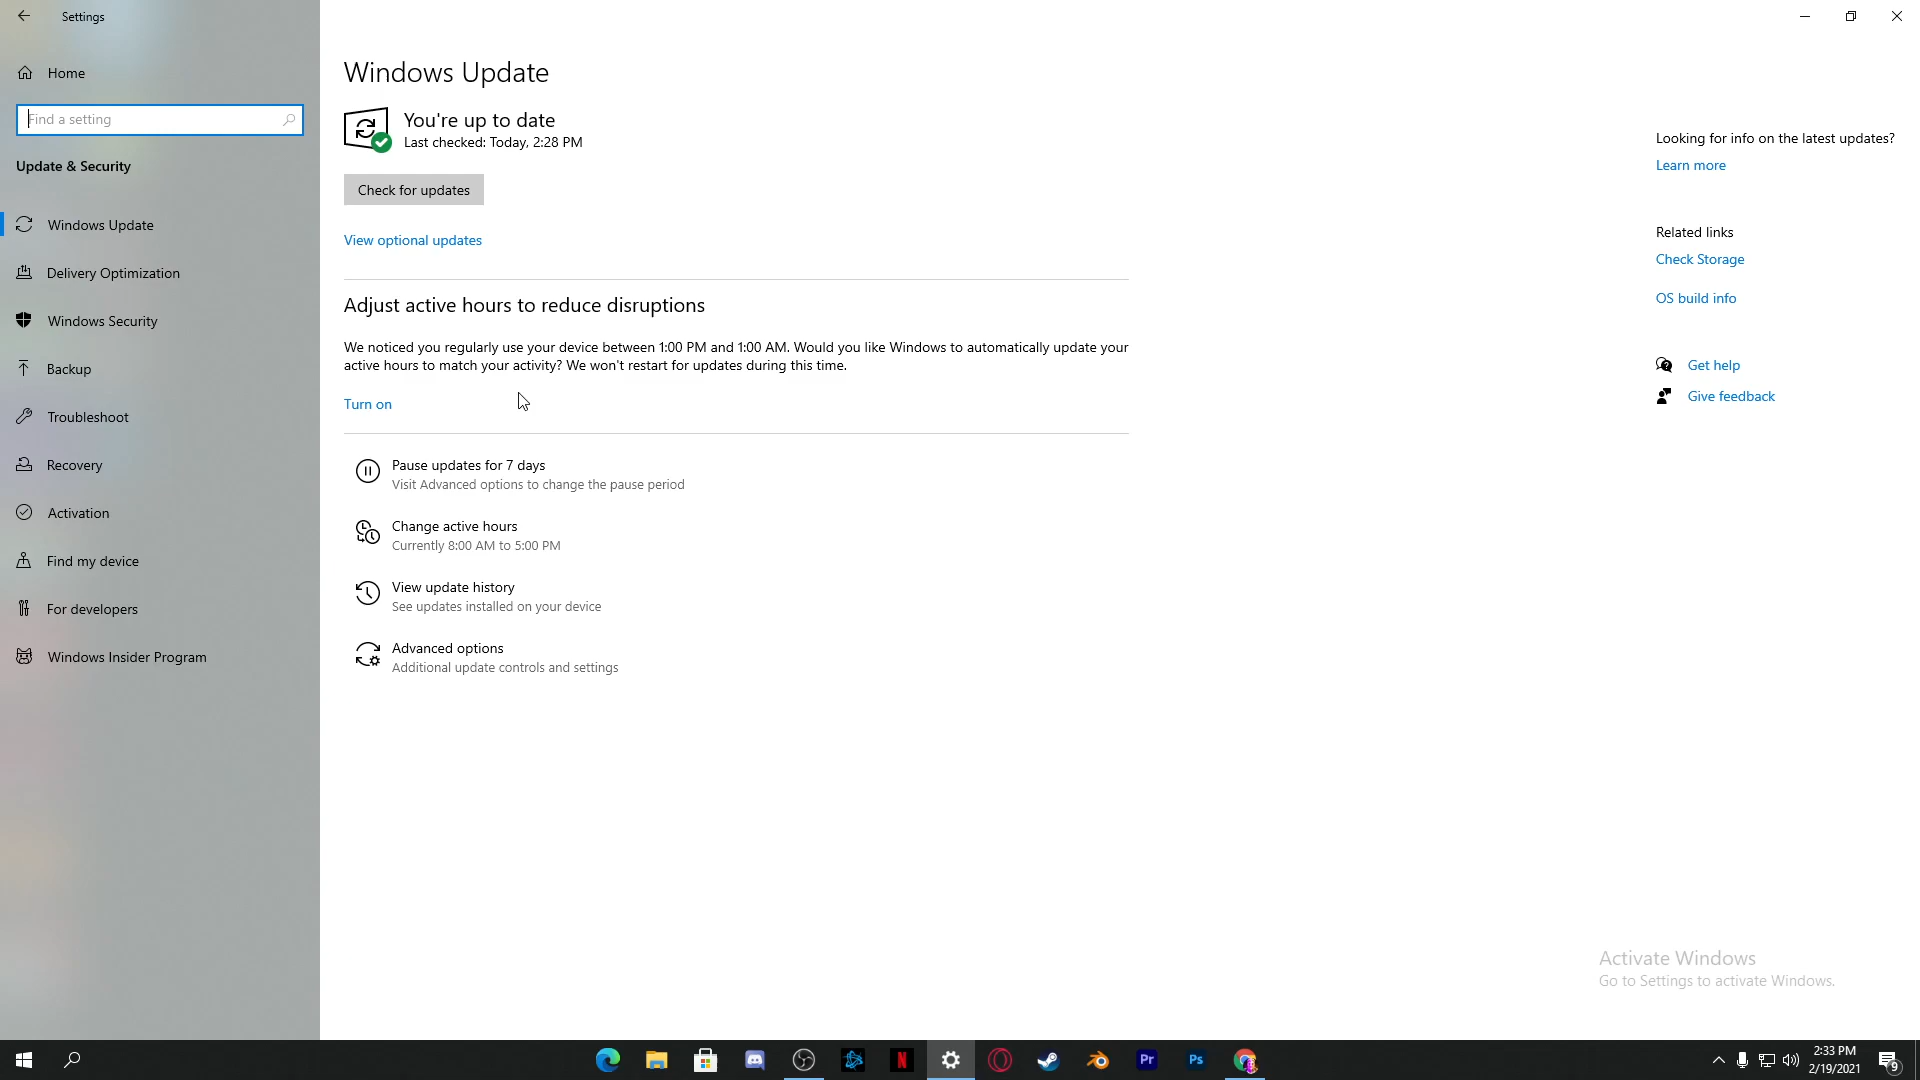 Settings
Home
Find a setting
Update & Security
Windows Update
Delivery Optimization
Windows Security
Backup
Troubleshoot
Recovery
Activation
Find my device
For developers
Windows Insider Program
Windows Update
You're up to date
Last checked: Today, 2:28 PM
Check for updates
View optional updates
Adjust active hours to reduce disruptions
We noticed you regularly use your device between 1:00 PM and 1:00 AM. Would you like Windows to automatically update your
active hours to match your activity? We won't restart for updates during this time.
Turn on
Pause updates for 7 days
Visit Advanced options to change the pause period
Change active hours
Currently 8:00 AM to 5:00 PM
View update history
See updates installed on your device
Advanced options
Additional update controls and settings
Looking for info on the latest updates?
Learn more
Related links
Check Storage
OS build info
Get help
Give feedback
Activate Windows
Go to Settings to activate Windows.
N
Pr
Ps
2:33 PM
2/19/2021
9